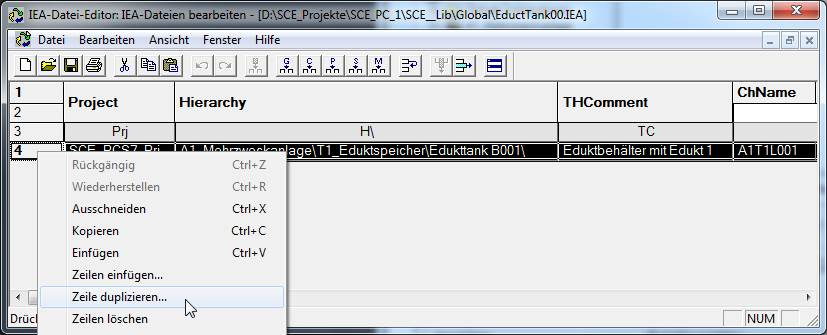 IEA-Datei-Editor: IEA-Dateien bearbeiten - [D:\SCE_Projekte\SCE_PC_1\SCE__Lib\Global\EductTank00.IEA]
Datei Bearbeiten Ansicht Fenster Hilfe
G C P S M
1 Project Hierarchy THComment ChName
2
3 Prj H\ TC
4 SCE_PCS7_Prj A1_Mehrzweckanlage\T1_Eduktspeicher\Edukttank B001\ Eduktbehälter mit Edukt 1 A1T1L001
Rückgängig Ctrl+Z
Wiederherstellen Ctrl+R
Ausschneiden Ctrl+X
Kopieren Ctrl+C
Einfügen Ctrl+V
Zeilen einfügen...
Zeile duplizieren...
Zeilen löschen
Drüc
NUM